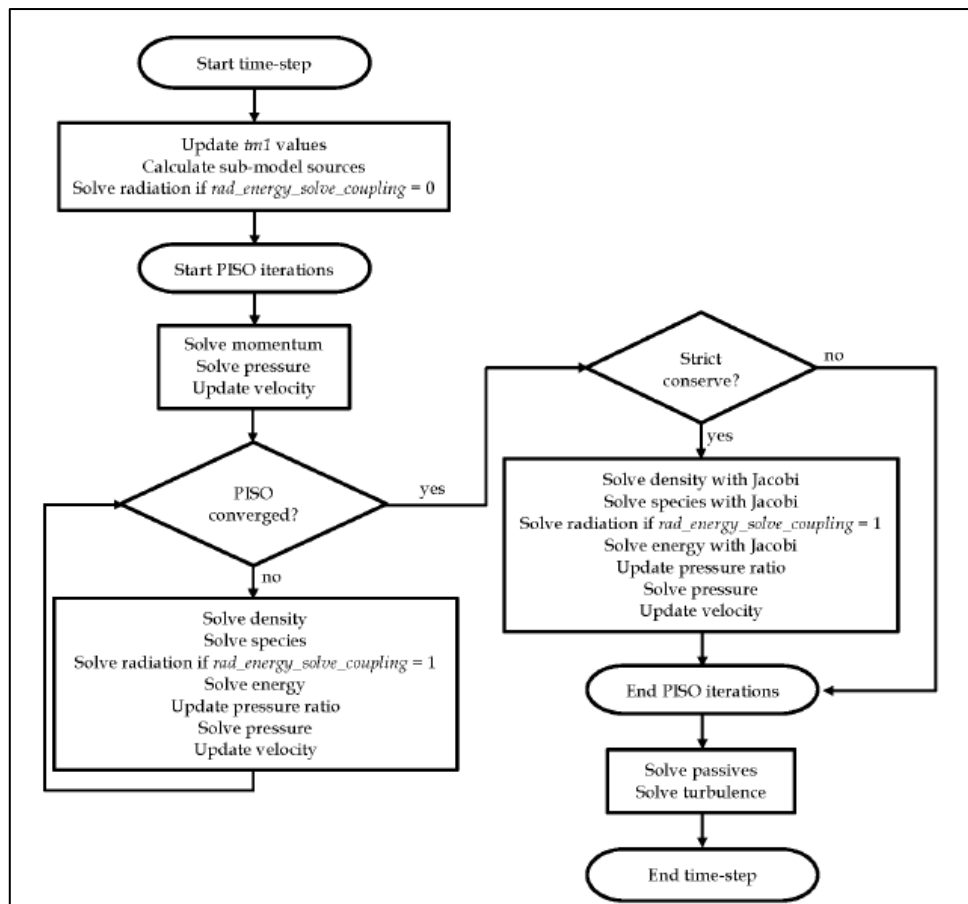 Start time-step
Update tm1 values
Calculate sub-model sources
Solve radiation if rad_energy_solve_coupling = 0
Start PISO iterations
Solve momentum
Solve pressure
Update velocity
PISO
converged?
yes
no
Solve density
Solve species
Solve radiation if rad_energy_solve_coupling = 1
Solve energy
Update pressure ratio
Solve pressure
Update velocity
Strict
conserve?
no
yes
Solve density with Jacobi
Solve species with Jacobi
Solve radiation if rad_energy_solve_coupling = 1
Solve energy with Jacobi
Update pressure ratio
Solve pressure
Update velocity
End PISO iterations
Solve passives
Solve turbulence
End time-step